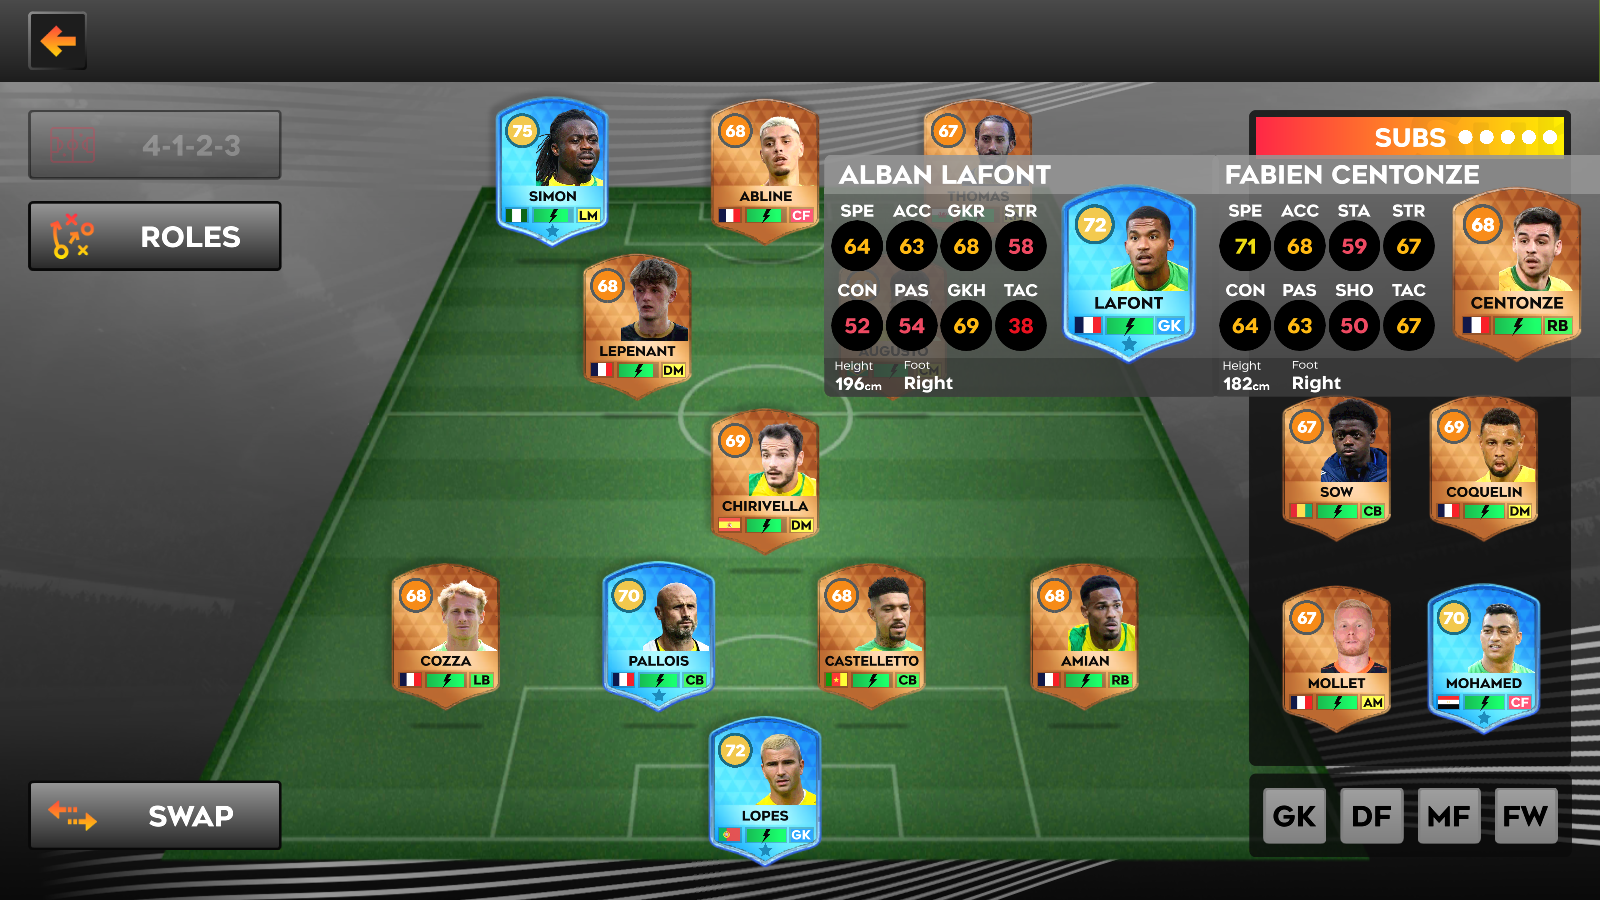 4-1-2-3
ROLES
SWAP
75
SIMON
LM
68
ABLINE
CF
67
THOMAS
68
LEPENANT
DM
AUGUSTO
69
CHIRIVELLA
DM
68
COZZA
LB
70
PALLOIS
CB
68
CASTELLETTO
CB
68
AMIAN
RB
72
LOPES
GK
SUBS
ALBAN LAFONT
SPE ACC GKR STR
64 63 68 58
CON PAS GKH TAC
52 54 69 38
Height Foot
196cm Right
72
LAFONT
GK
FABIEN CENTONZE
SPE ACC STA STR
71 68 59 67
CON PAS SHO TAC
64 63 50 67
Height Foot
182cm Right
68
CENTONZE
RB
67
SOW
CB
69
COQUELIN
DM
67
MOLLET
AM
70
MOHAMED
CF
GK DF MF FW